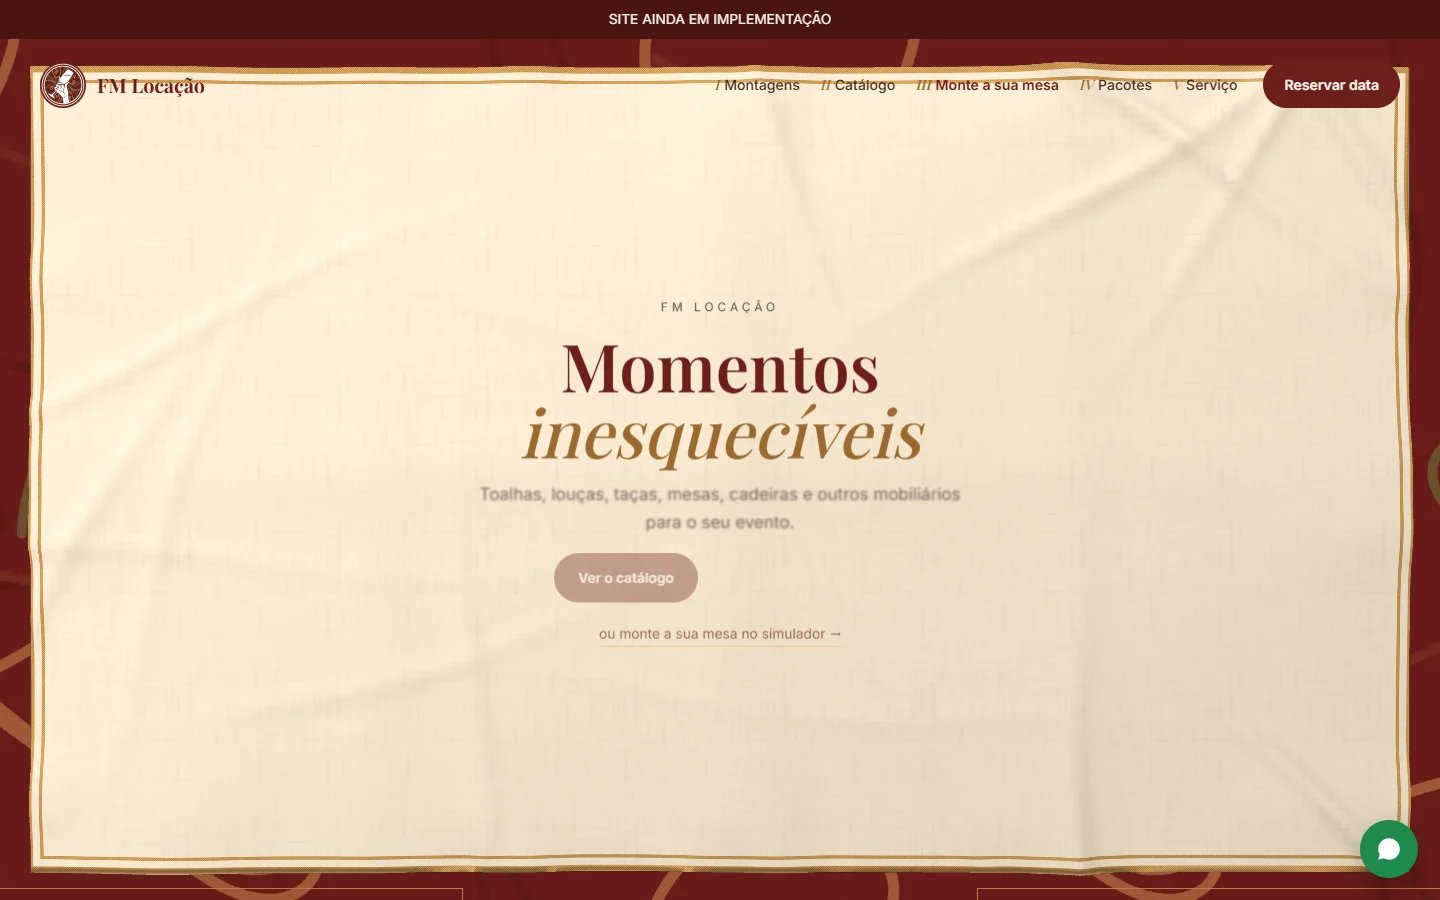 SITE AINDA EM IMPLEMENTAÇÃO
FM Locação
I Montagens
II Catálogo
III Monte a sua mesa
IV Pacotes
V Serviço
Reservar data
FM LOCAÇÃO
Momentos
inesquecíveis
Toalhas, louças, taças, mesas, cadeiras e outros mobiliários
para o seu evento.
Ver o catálogo
ou monte a sua mesa no simulador →